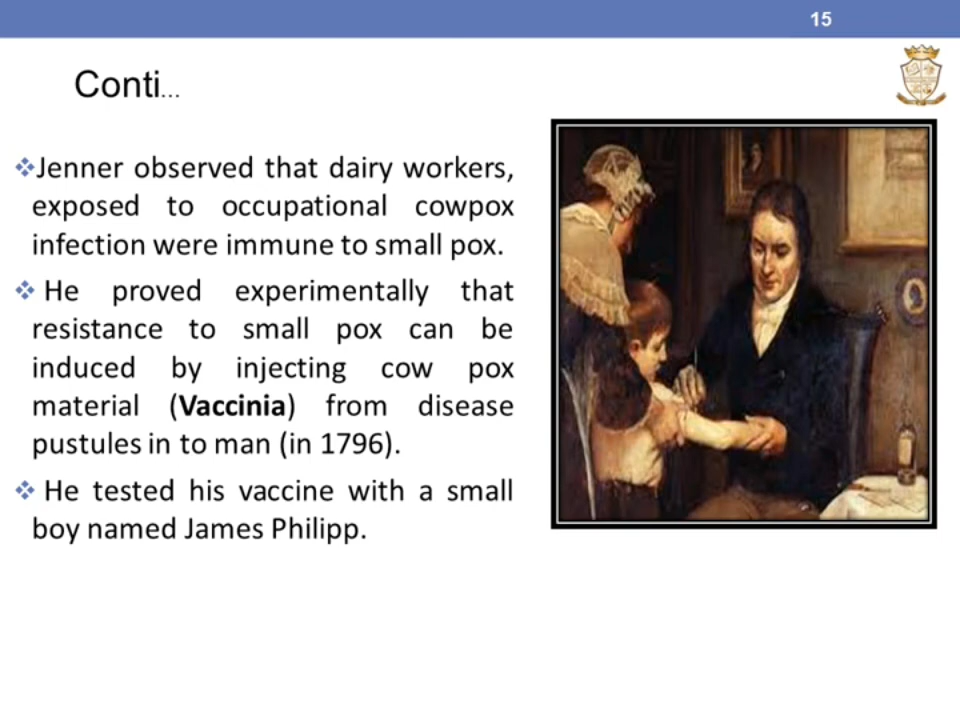 15
Conti...
❖Jenner observed that dairy workers,
exposed to occupational cowpox
infection were immune to small pox.
❖ He proved experimentally that
resistance to small pox can be
induced by injecting cow pox
material (Vaccinia) from disease
pustules in to man (in 1796).
❖ He tested his vaccine with a small
boy named James Philipp.